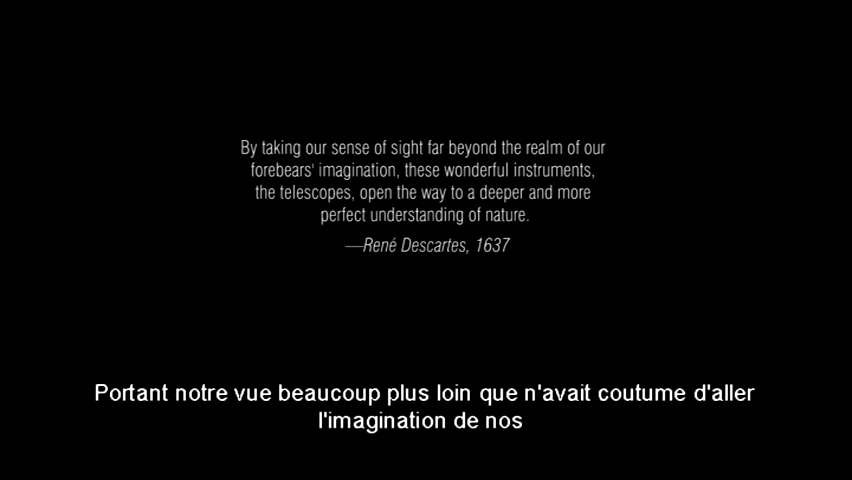 By taking our sense of sight far beyond the realm of our
forebears' imagination, these wonderful instruments,
the telescopes, open the way to a deeper and more
perfect understanding of nature.
—René Descartes, 1637
Portant notre vue beaucoup plus loin que n'avait coutume d'aller
l'imagination de nos